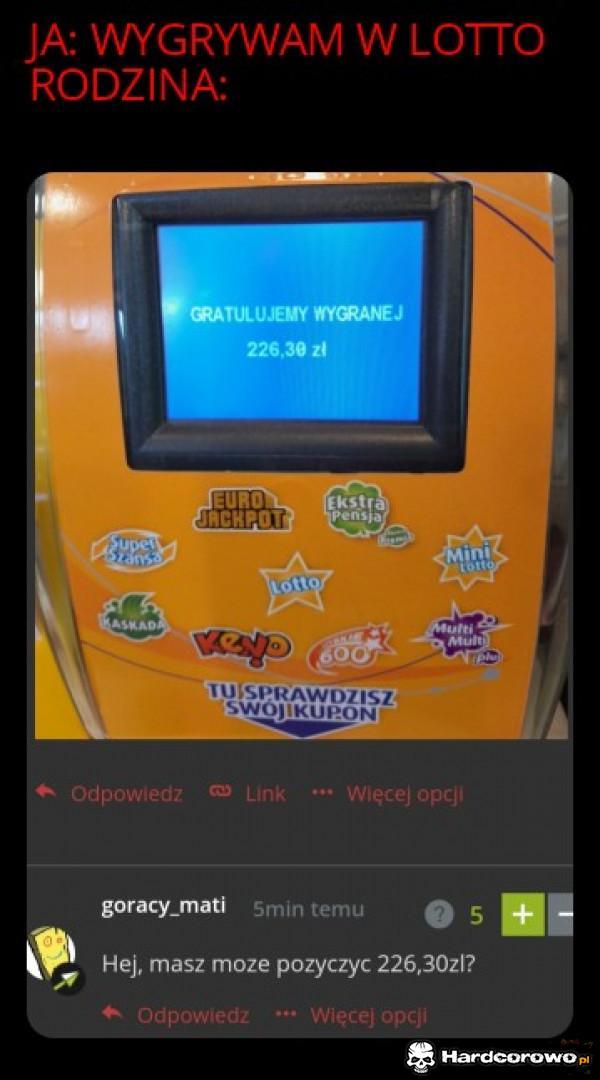 JA: WYGRYWAM W LOTTO
RODZINA:
GRATULUJEMY WYGRANEJ
226,30 zł
EURO
JACKPOT
Ekstra
Pensja
Super
Szansa
Mini
Lotto
Lotto
KASKADA
KENO
600
Multi
Multi
plus
TU SPRAWDZISZ
SWÓJ KUPON
Odpowiedz Link ••• Więcej opcji
goracy_mati 5min temu ? 5 + −
Hej, masz moze pozyczyc 226,30zl?
Odpowiedz ••• Więcej opcji
Hardcorowo.pl